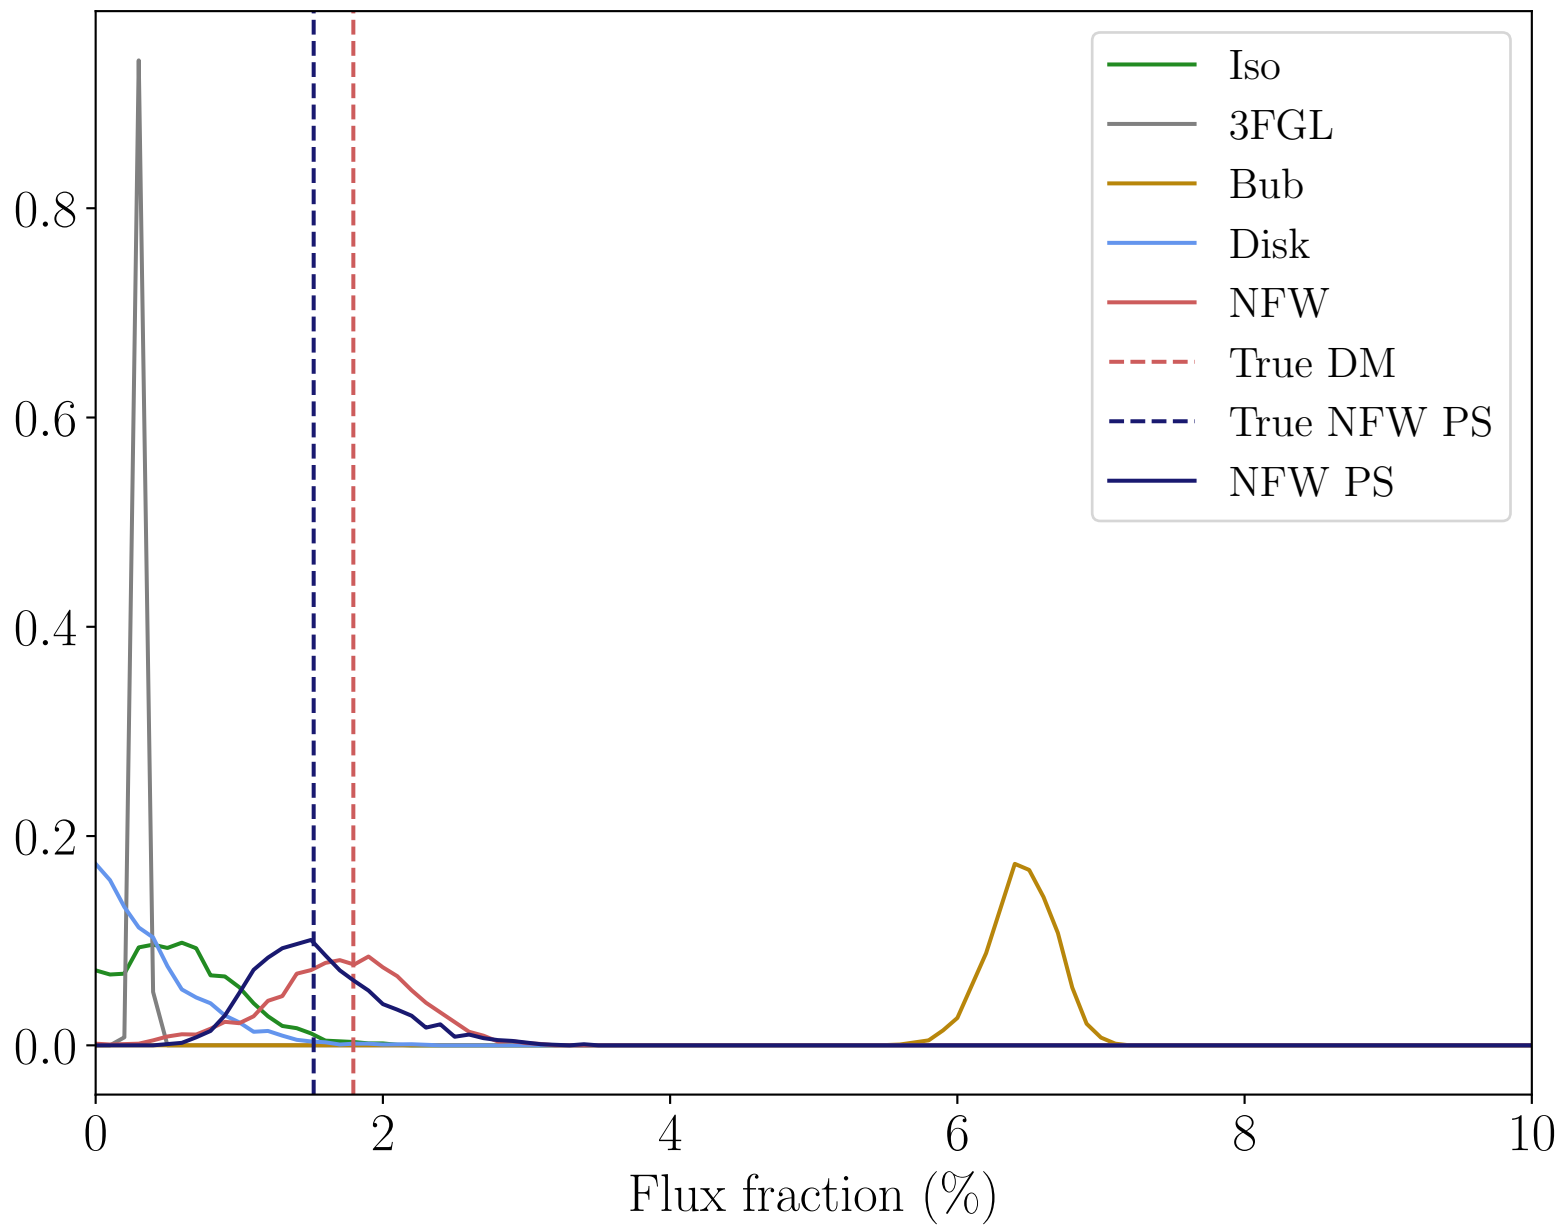 Iso
3FGL
Bub
Disk
NFW
True DM
True NFW PS
NFW PS
0.8
0.6
0.4
0.2
0.0
0 2 4 6 8 10
Flux fraction (%)